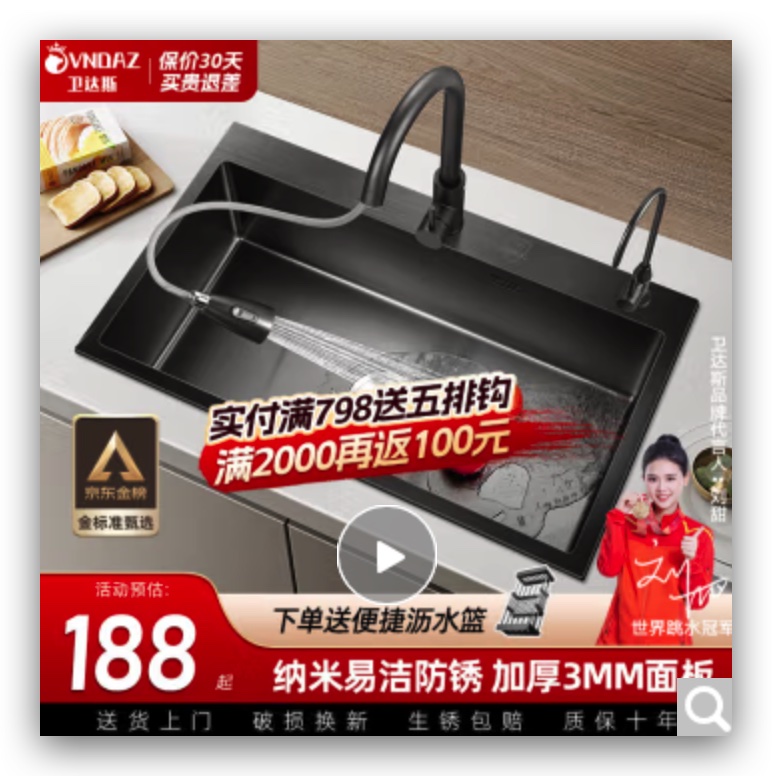 VNDAZ
卫达斯
保价30天
买贵退差
实付满798送五排钩
满2000再返100元
京东金榜
金标准甄选
卫达斯品牌代言人
刘甜
世界跳水冠军
活动预估:
188起
下单送便捷沥水篮
纳米易洁防锈 加厚3MM面板
送货上门 破损换新 生锈包赔 质保十年